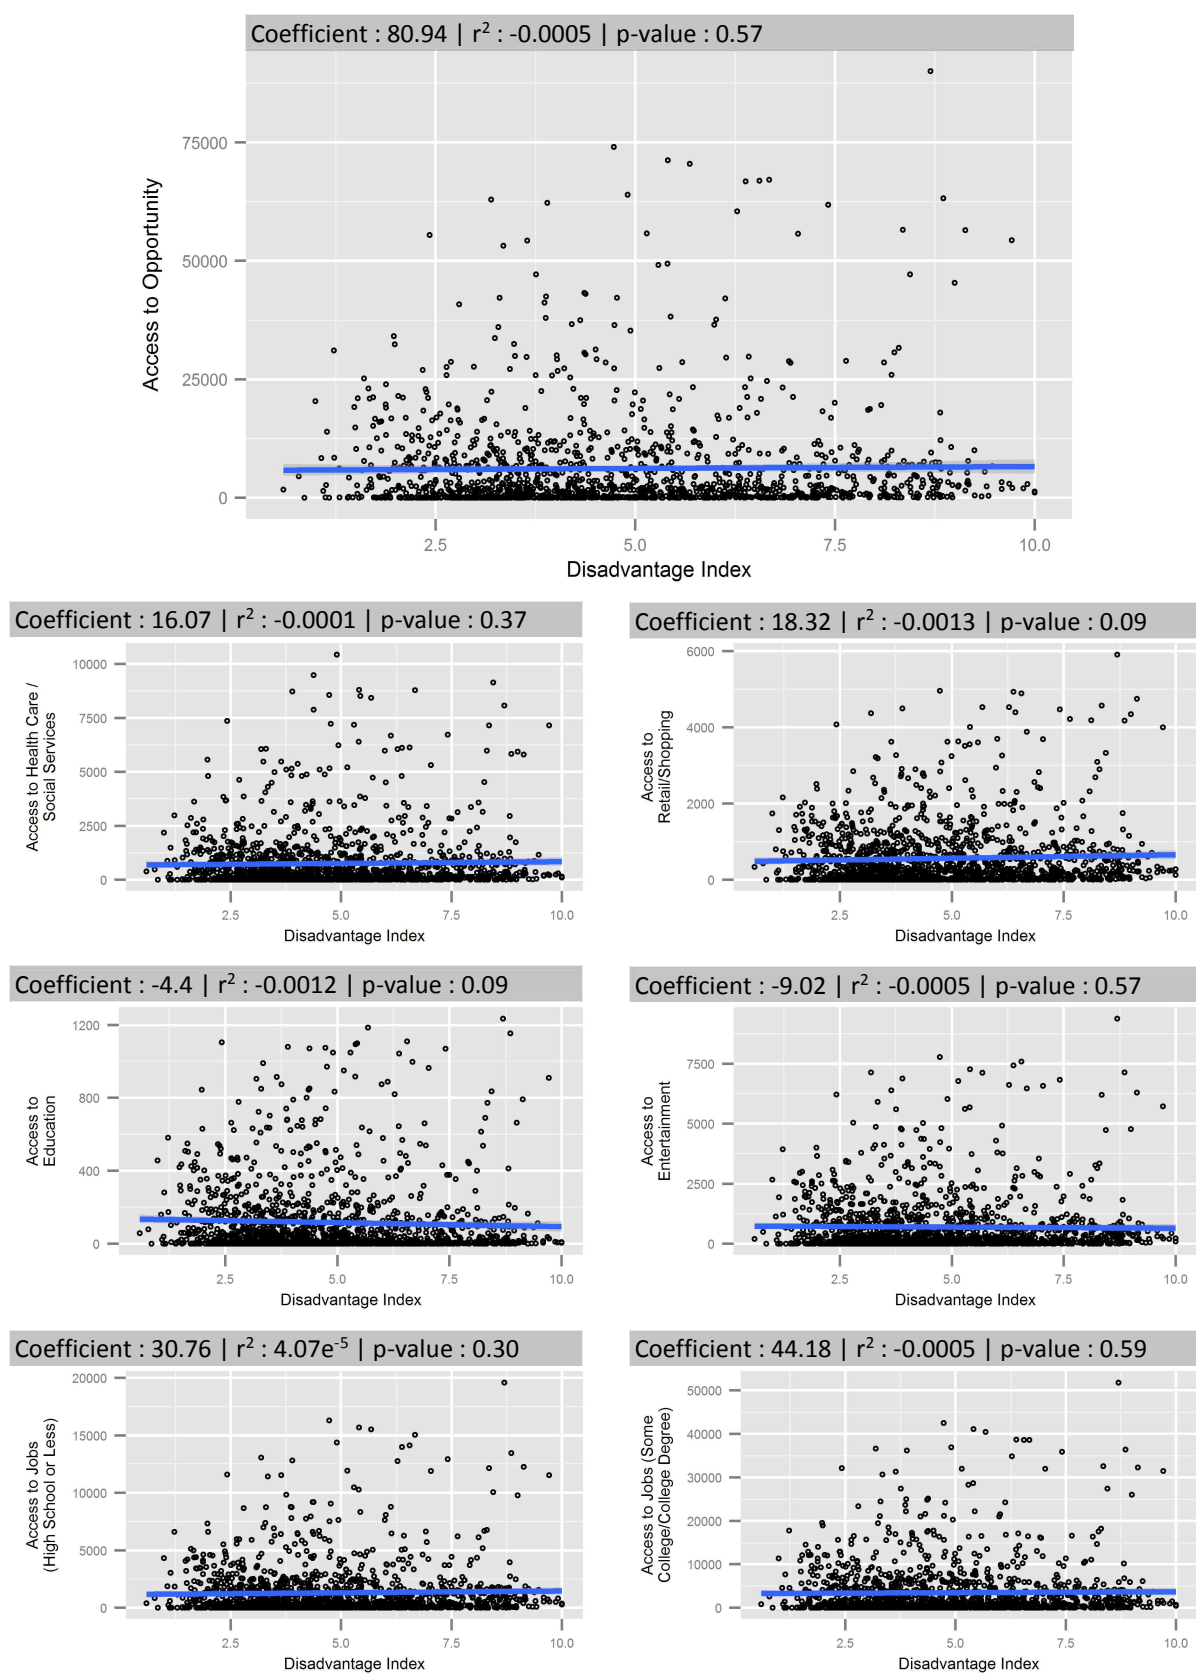 Coefficient : 80.94 | r² : -0.0005 | p-value : 0.57
75000
50000
25000
0
Access to Opportunity
2.5 5.0 7.5 10.0
Disadvantage Index
Coefficient : 16.07 | r² : -0.0001 | p-value : 0.37
10000
7500
5000
2500
0
Access to Health Care /
Social Services
2.5 5.0 7.5 10.0
Disadvantage Index
Coefficient : 18.32 | r² : -0.0013 | p-value : 0.09
6000
4000
2000
0
Access to
Retail/Shopping
2.5 5.0 7.5 10.0
Disadvantage Index
Coefficient : -4.4 | r² : -0.0012 | p-value : 0.09
1200
800
400
0
Access to
Education
2.5 5.0 7.5 10.0
Disadvantage Index
Coefficient : -9.02 | r² : -0.0005 | p-value : 0.57
7500
5000
2500
0
Access to
Entertainment
2.5 5.0 7.5 10.0
Disadvantage Index
Coefficient : 30.76 | r² : 4.07e⁻⁵ | p-value : 0.30
20000
15000
10000
5000
0
Access to Jobs
(High School or Less)
2.5 5.0 7.5 10.0
Disadvantage Index
Coefficient : 44.18 | r² : -0.0005 | p-value : 0.59
50000
40000
30000
20000
10000
0
Access to Jobs (Some
College/College Degree)
2.5 5.0 7.5 10.0
Disadvantage Index